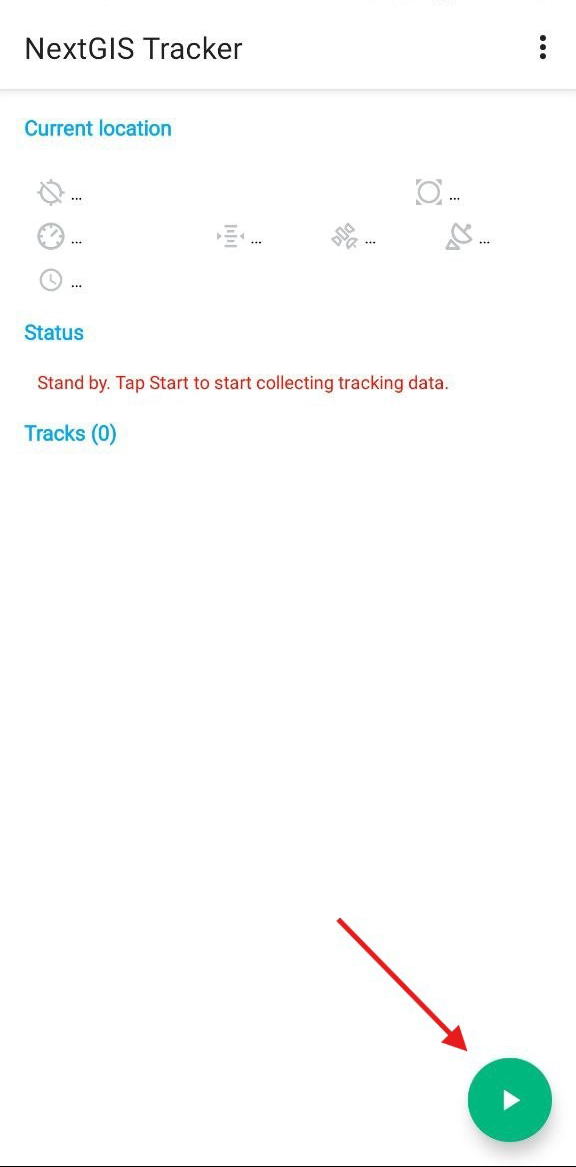 NextGIS Tracker
Current location
... ...
... ... ... ...
...
Status
Stand by. Tap Start to start collecting tracking data.
Tracks (0)